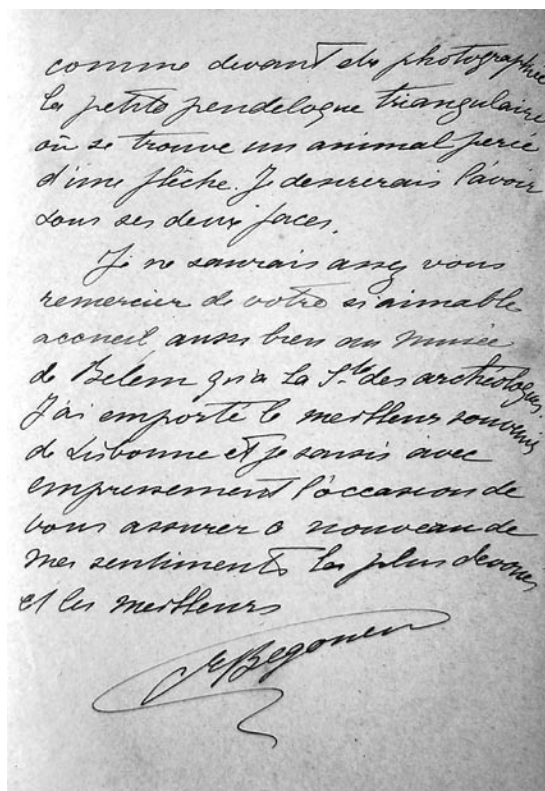 comme devant être photographiée
la petite pendeloque triangulaire
où se trouve un animal percé
d'une flèche. Je desirerais l'avoir
sous ses deux faces.
Je ne saurais assez vous
remercier de votre si aimable
accueil aussi bien au Musée
de Belem qu'à la Sté des archéologues.
J'ai emporté le meilleur souvenir
de Lisbonne et je saisis avec
empressement l'occasion de
vous assurer à nouveau de
mes sentiments les plus devoués
et les meilleurs
Begouen